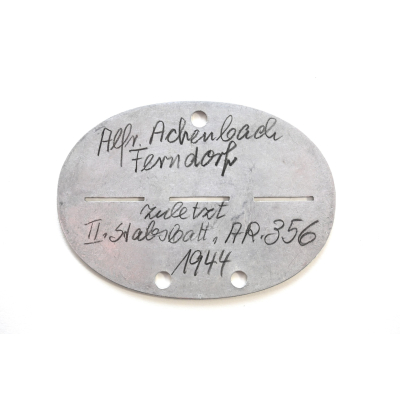 Alfr. Achenbach
Ferndorf
zuletzt
II. Stabsbatt. AR. 356
1944